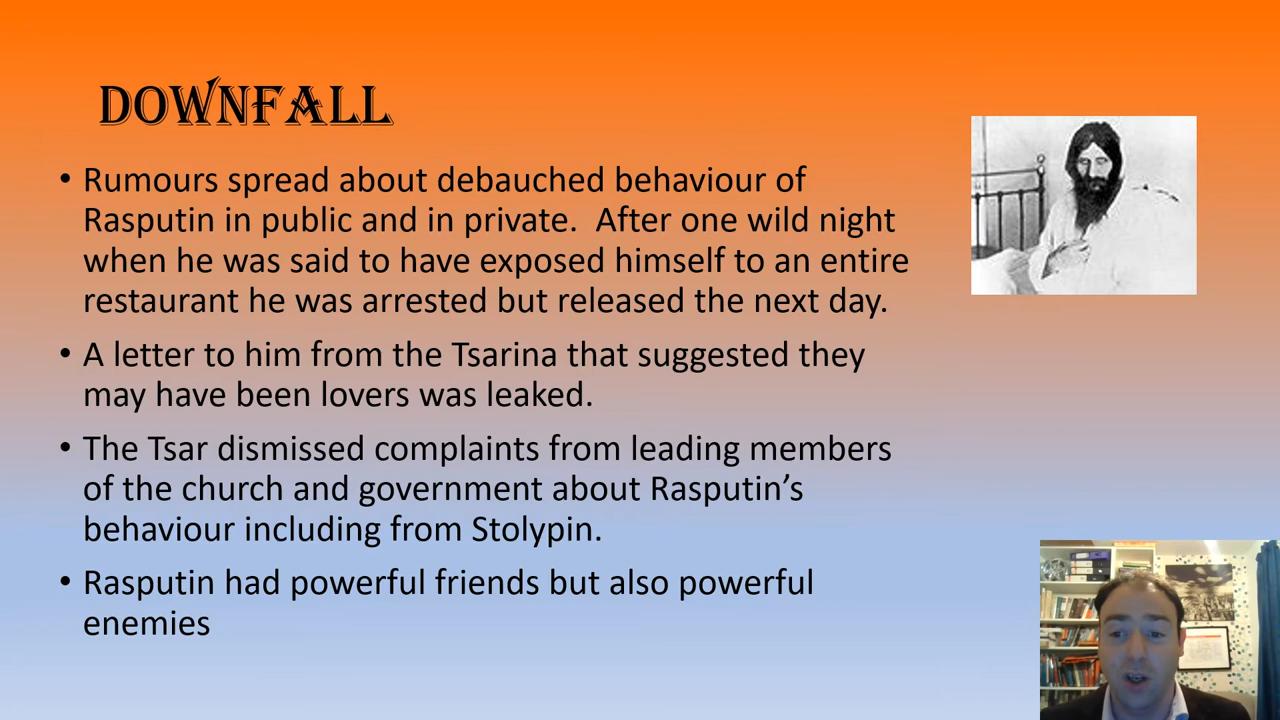 DOWNFALL
• Rumours spread about debauched behaviour of
Rasputin in public and in private.  After one wild night
when he was said to have exposed himself to an entire
restaurant he was arrested but released the next day.
• A letter to him from the Tsarina that suggested they
may have been lovers was leaked.
• The Tsar dismissed complaints from leading members
of the church and government about Rasputin’s
behaviour including from Stolypin.
• Rasputin had powerful friends but also powerful
enemies